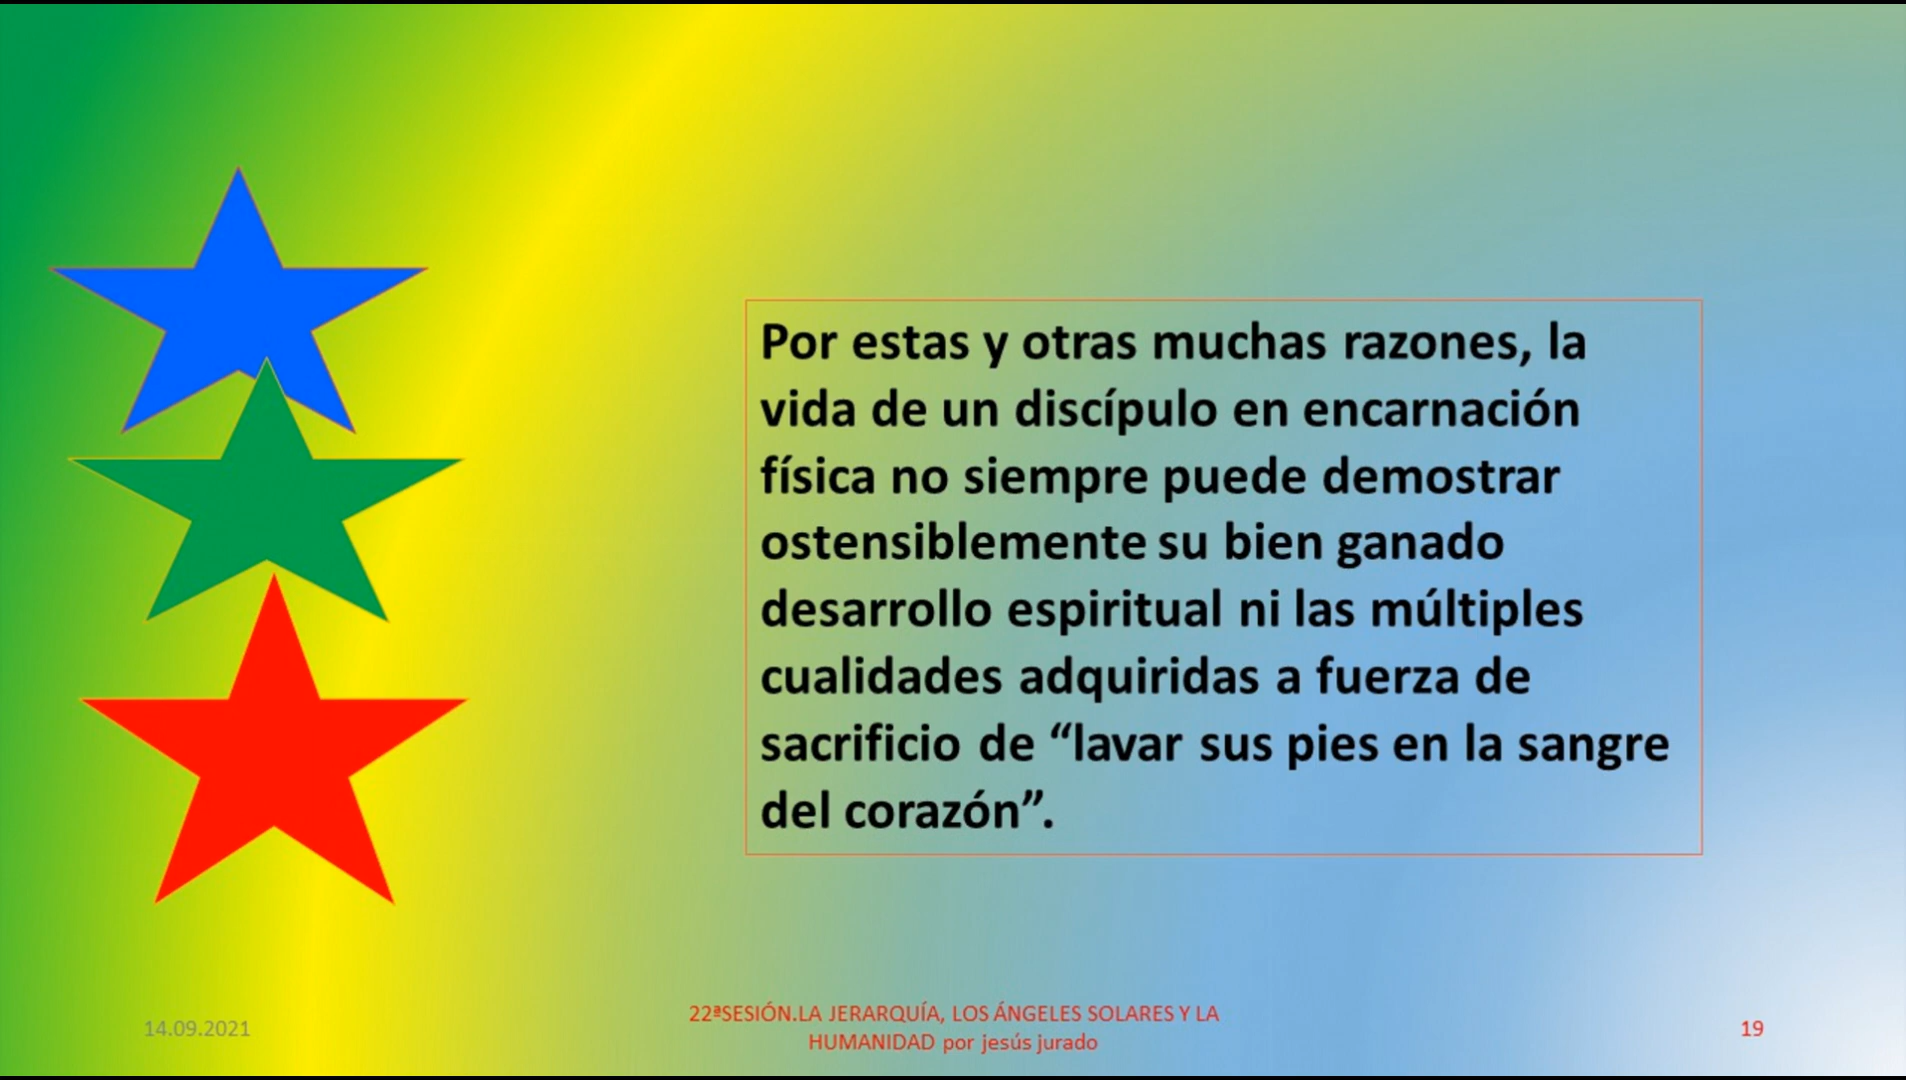 Por estas y otras muchas razones, la
vida de un discípulo en encarnación
física no siempre puede demostrar
ostensiblemente su bien ganado
desarrollo espiritual ni las múltiples
cualidades adquiridas a fuerza de
sacrificio de “lavar sus pies en la sangre
del corazón”.
14.09.2021
22ªSESIÓN.LA JERARQUÍA, LOS ÁNGELES SOLARES Y LA
HUMANIDAD por jesús jurado
19